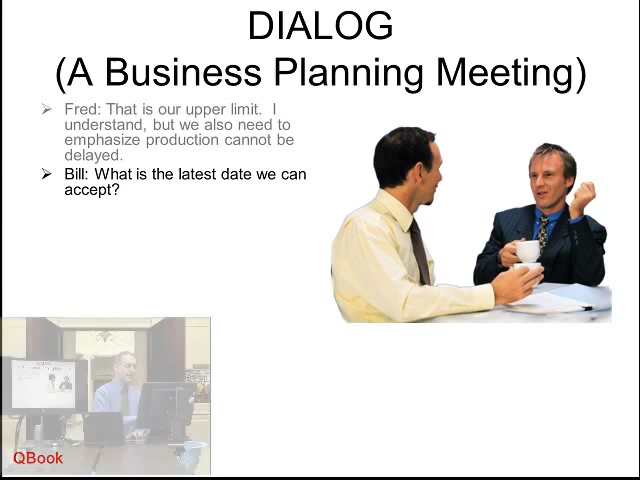 DIALOG
(A Business Planning Meeting)
Fred: That is our upper limit. I
understand, but we also need to
emphasize production cannot be
delayed.
Bill: What is the latest date we can
accept?
QBook